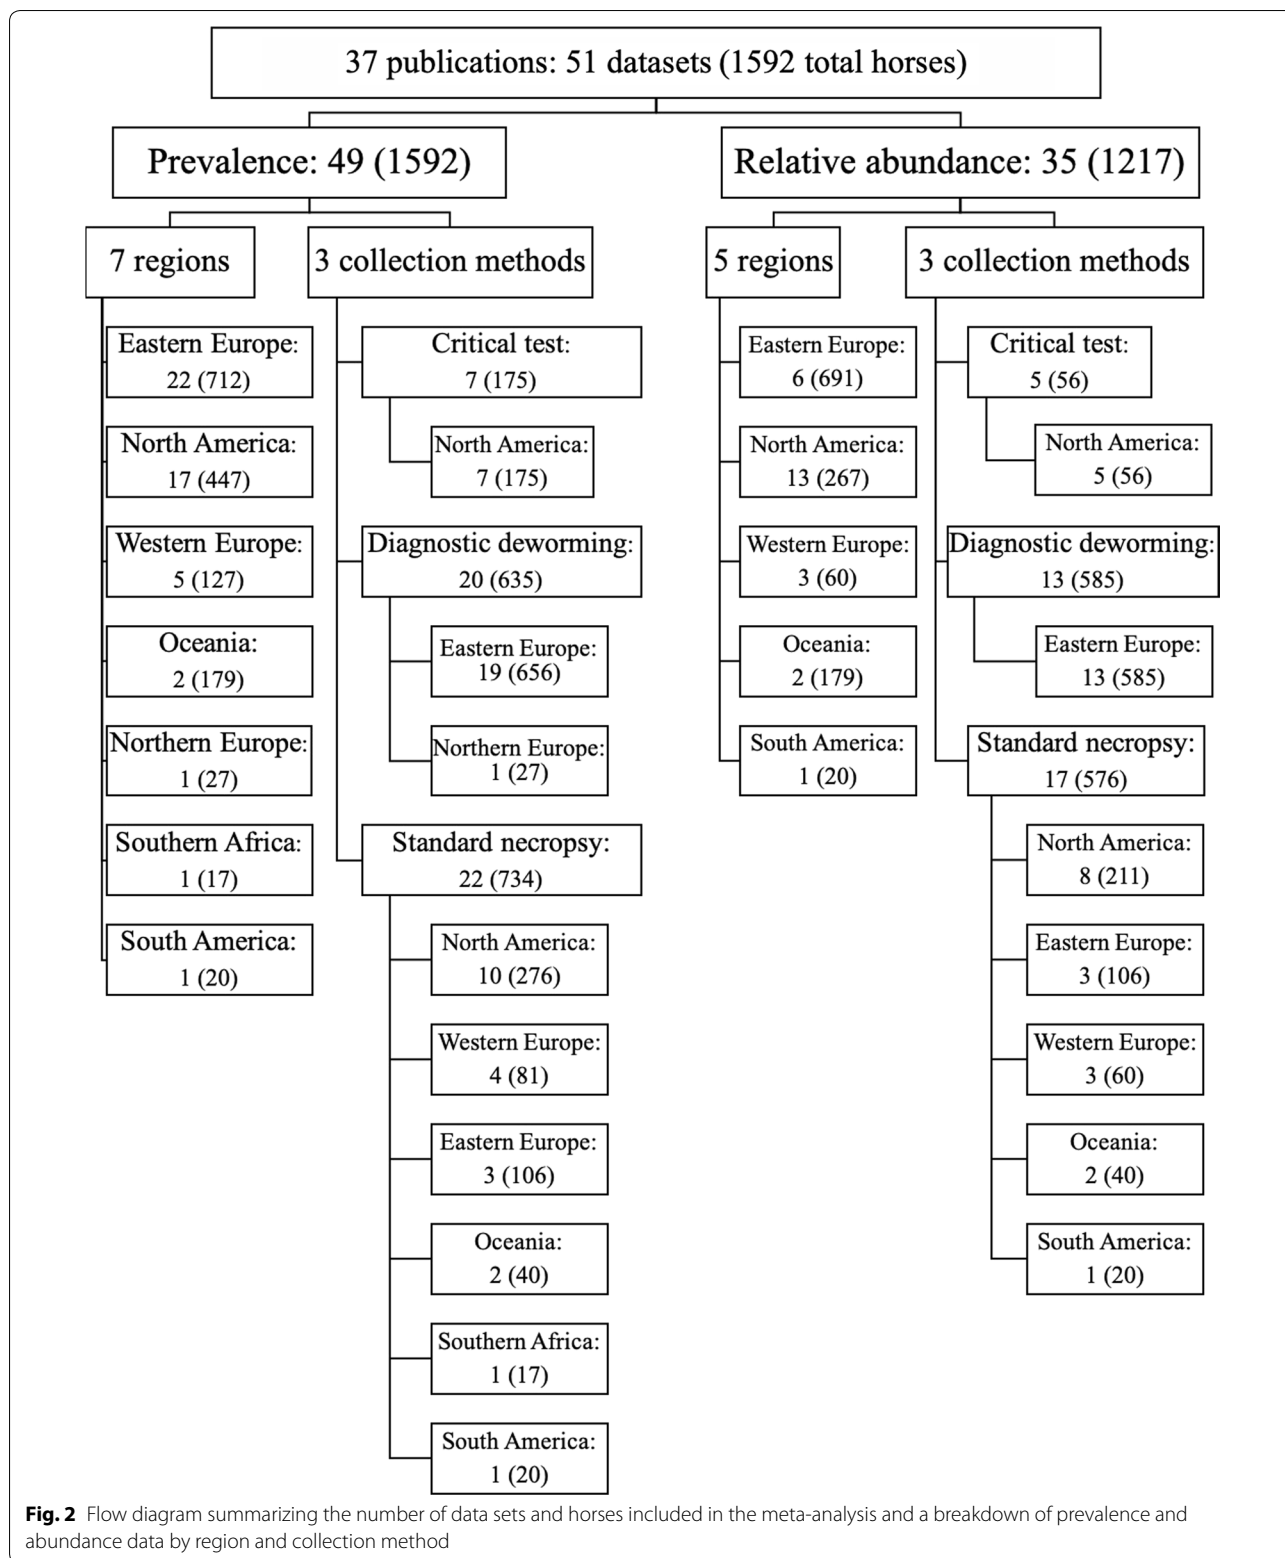 37 publications: 51 datasets (1592 total horses)
Prevalence: 49 (1592)
7 regions
Eastern Europe:
22 (712)
North America:
17 (447)
Western Europe:
5 (127)
Oceania:
2 (179)
Northern Europe:
1 (27)
Southern Africa:
1 (17)
South America:
1 (20)
3 collection methods
Critical test:
7 (175)
North America:
7 (175)
Diagnostic deworming:
20 (635)
Eastern Europe:
19 (656)
Northern Europe:
1 (27)
Standard necropsy:
22 (734)
North America:
10 (276)
Western Europe:
4 (81)
Eastern Europe:
3 (106)
Oceania:
2 (40)
Southern Africa:
1 (17)
South America:
1 (20)
Relative abundance: 35 (1217)
5 regions
Eastern Europe:
6 (691)
North America:
13 (267)
Western Europe:
3 (60)
Oceania:
2 (179)
South America:
1 (20)
3 collection methods
Critical test:
5 (56)
North America:
5 (56)
Diagnostic deworming:
13 (585)
Eastern Europe:
13 (585)
Standard necropsy:
17 (576)
North America:
8 (211)
Eastern Europe:
3 (106)
Western Europe:
3 (60)
Oceania:
2 (40)
South America:
1 (20)
Fig. 2 Flow diagram summarizing the number of data sets and horses included in the meta-analysis and a breakdown of prevalence and
abundance data by region and collection method